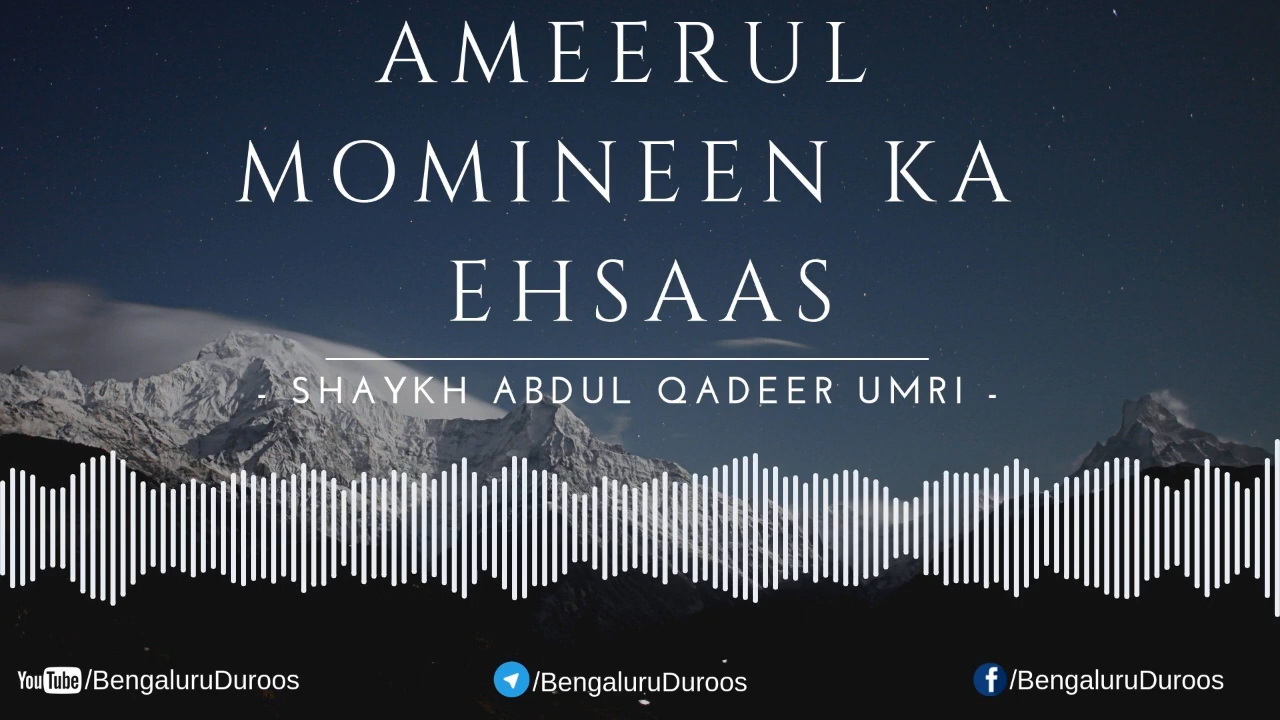 AMEERUL
MOMINEEN KA
EHSAAS
- SHAYKH ABDUL QADEER UMRI -
YouTube/BengaluruDuroos
/BengaluruDuroos
/BengaluruDuroos